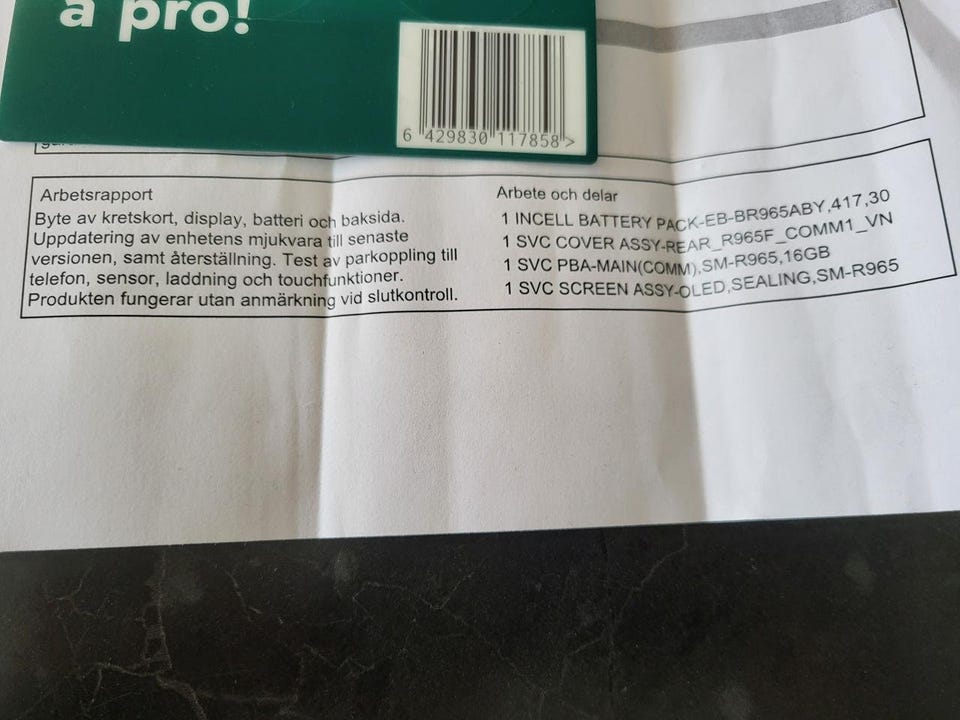 a pro!
6 429830 117858 >
Arbetsrapport
Byte av kretskort, display, batteri och baksida.
Uppdatering av enhetens mjukvara till senaste
versionen, samt återställning. Test av parkoppling till
telefon, sensor, laddning och touchfunktioner.
Produkten fungerar utan anmärkning vid slutkontroll.
Arbete och delar
1 INCELL BATTERY PACK-EB-BR965ABY,417,30
1 SVC COVER ASSY-REAR_R965F_COMM1_VN
1 SVC PBA-MAIN(COMM),SM-R965,16GB
1 SVC SCREEN ASSY-OLED,SEALING,SM-R965